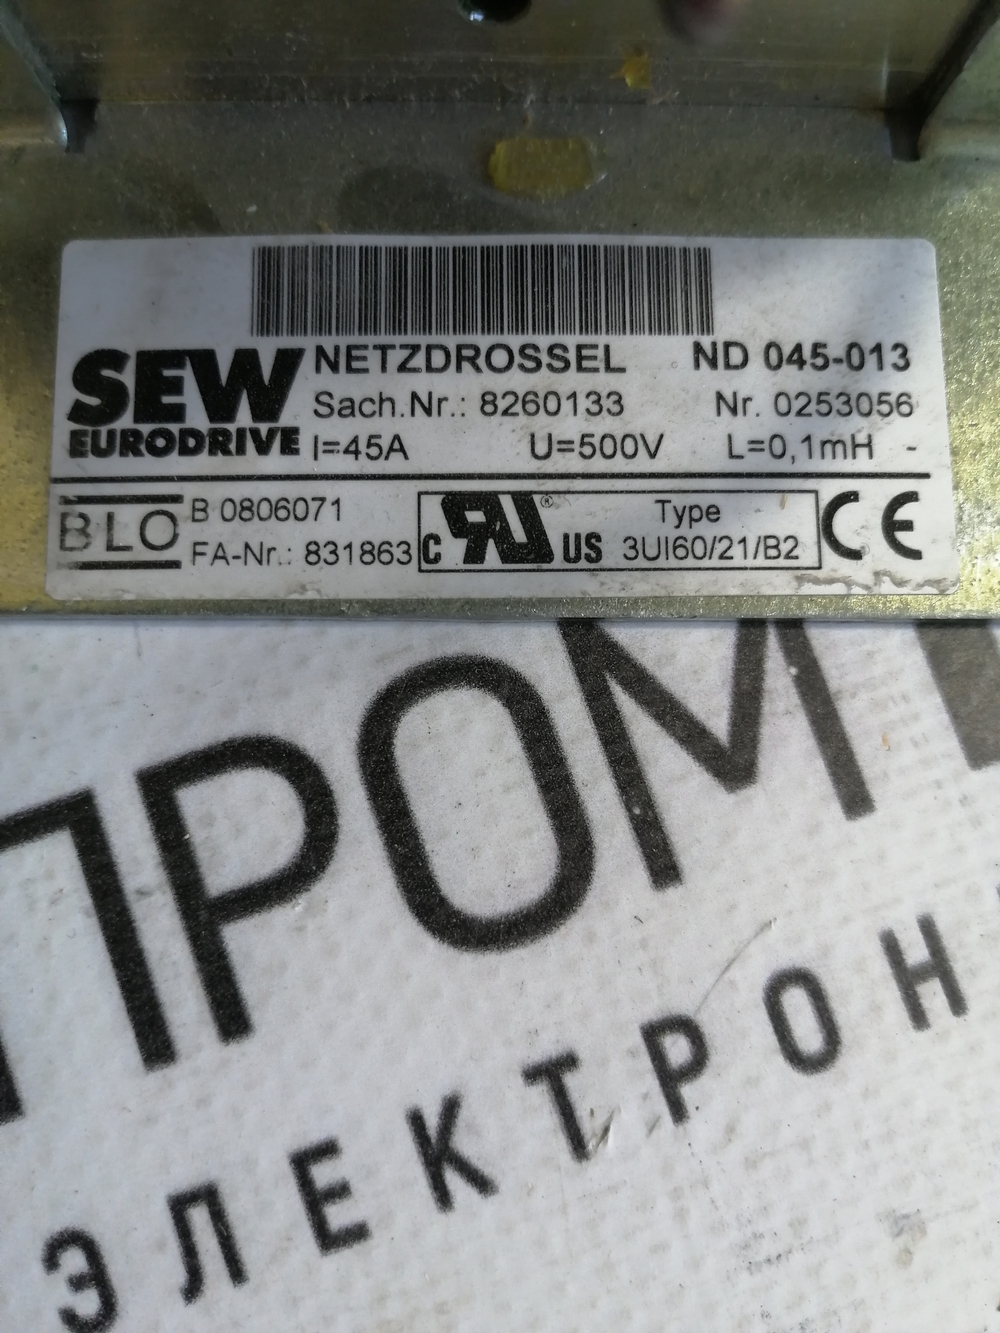 NETZDROSSEL ND 045-013
SEW
EURODRIVE
Sach.Nr.: 8260133 Nr. 0253056
I=45A U=500V L=0,1mH -
BLO
B 0806071
FA-Nr.: 831863
C RU® US
Type
3UI60/21/B2
CE
ПРОМ
ЭЛЕКТРОН